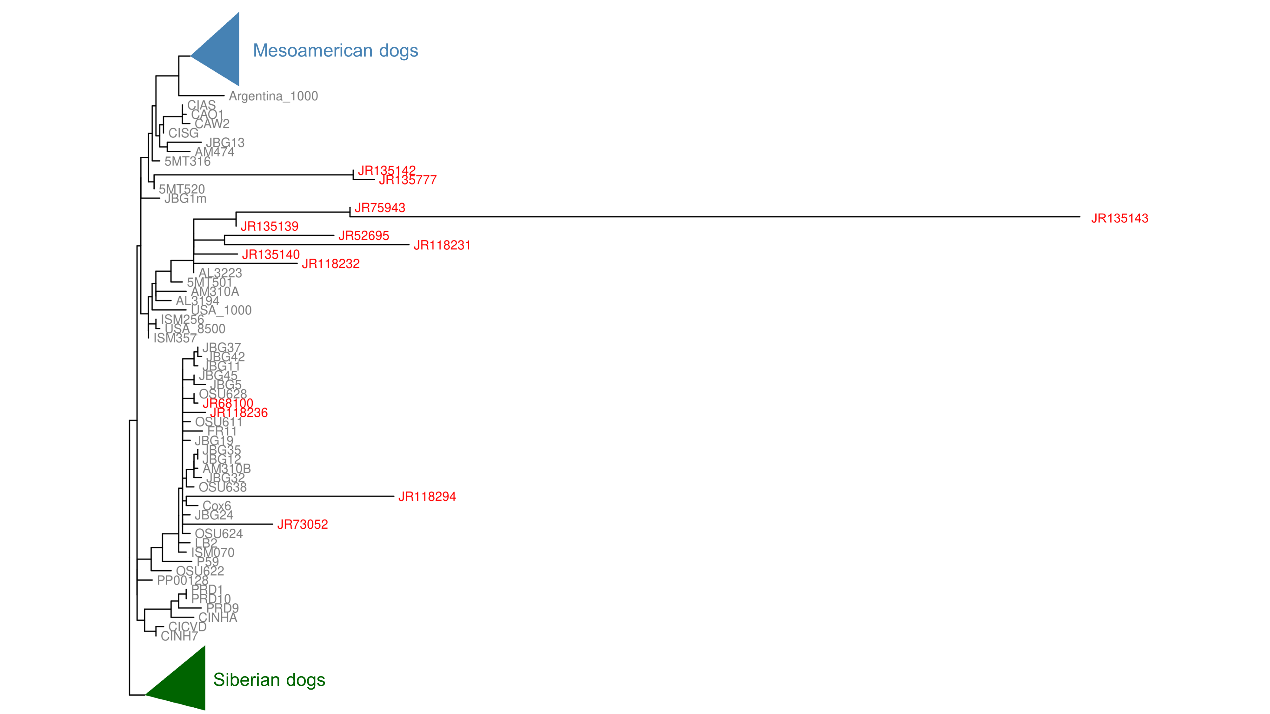 Mesoamerican dogs
Argentina_1000
CIAS
CAO1
CAW2
CISG
JBG13
AM474
5MT316
JR135142
JR135777
5MT520
JBG1m
JR75943
JR135143
JR135139
JR52695
JR118231
JR135140
JR118232
AL3223
5MT501
AM310A
AL3194
USA_1000
ISM256
USA_8500
ISM357
JBG37
JBG42
JBG11
JBG45
JBG5
OSU628
JR68100
JR118236
OSU611
FR11
JBG19
JBG35
JBG12
AM310B
JBG32
OSU638
JR118294
Cox6
JBG24
JR73052
OSU624
LB2
ISM070
P59
OSU622
PP00128
PRD1
PRD10
PRD9
CINHA
CICVD
CINH7
Siberian dogs